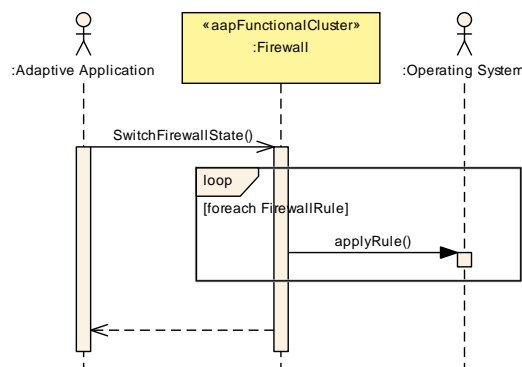 «aapFunctionalCluster»
:Firewall
:Adaptive Application
:Operating System
SwitchFirewallState()
loop
[foreach FirewallRule]
applyRule()